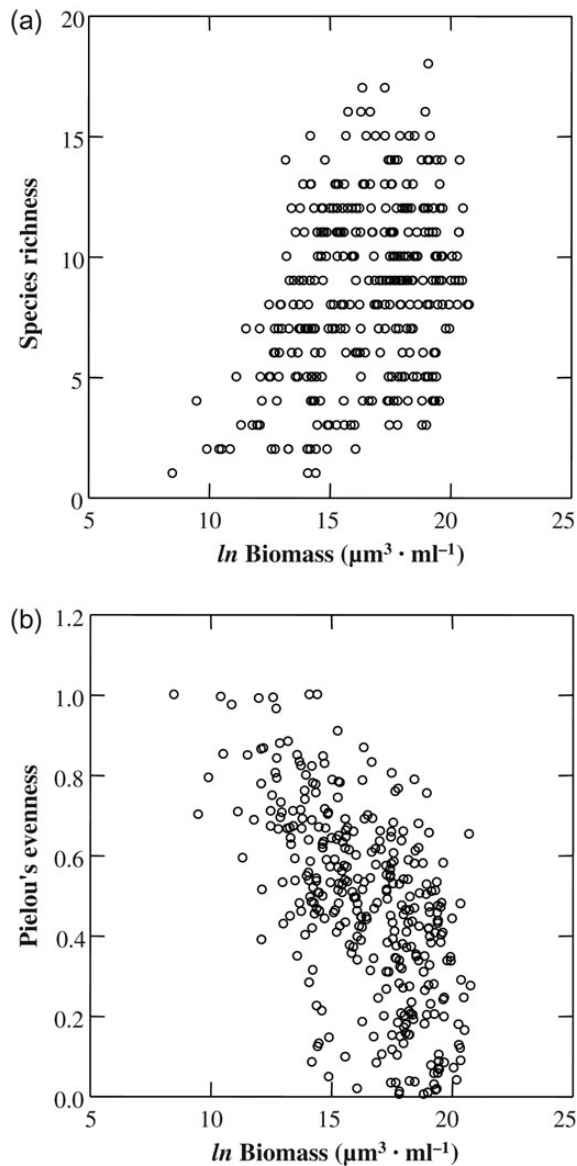 (a)
20
15
10
5
0
Species richness
5 10 15 20 25
ln Biomass (µm³ · ml⁻¹)
(b)
1.2
1.0
0.8
0.6
0.4
0.2
0.0
Pielou's evenness
5 10 15 20 25
ln Biomass (µm³ · ml⁻¹)